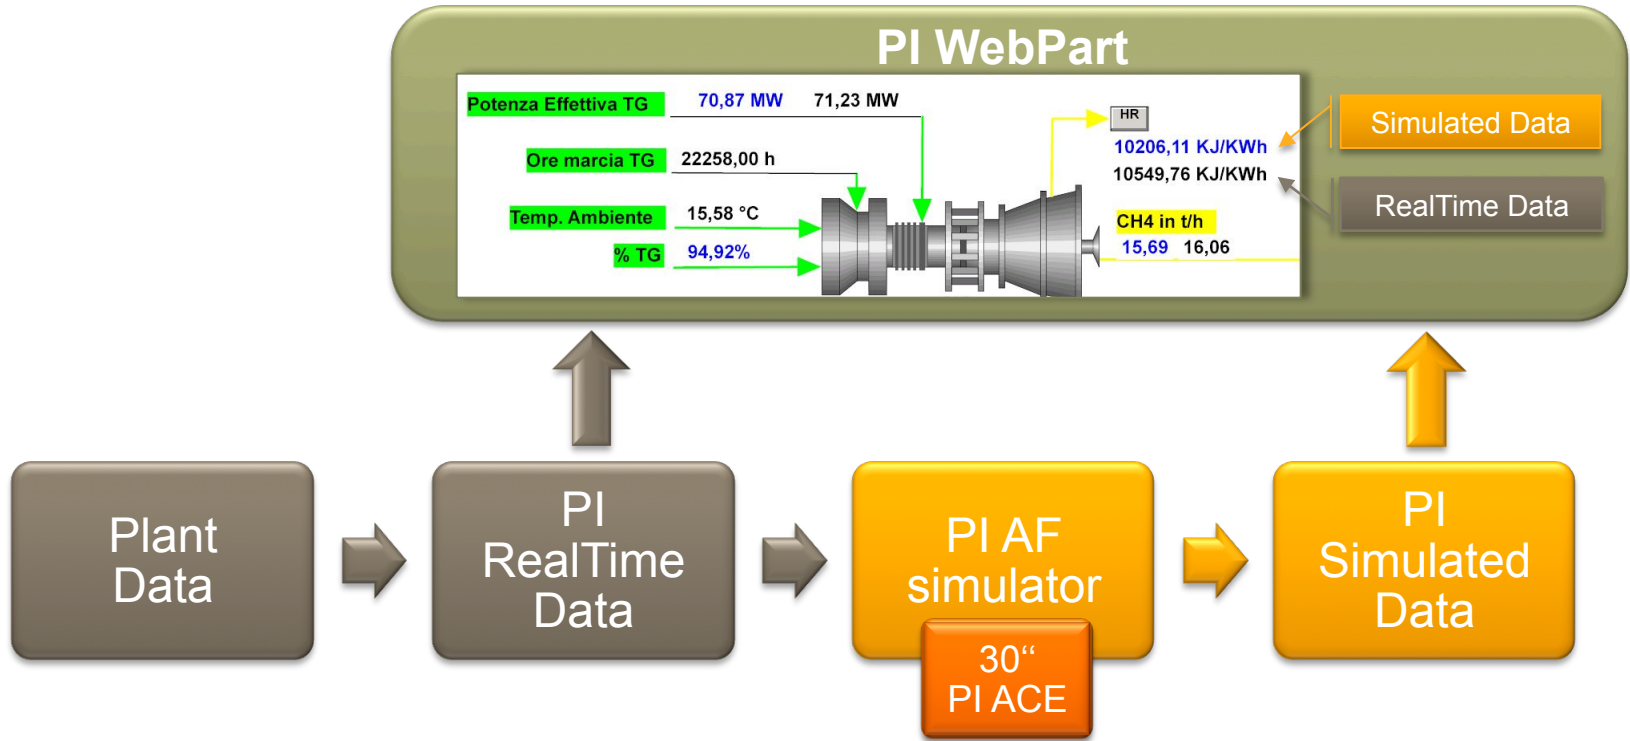 PI WebPart
Potenza Effettiva TG 70,87 MW 71,23 MW
HR
Simulated Data
10206,11 KJ/KWh
Ore marcia TG 22258,00 h
10549,76 KJ/KWh
RealTime Data
Temp. Ambiente 15,58 °C
CH4 in t/h
% TG 94,92%
15,69 16,06
Plant
Data
PI
RealTime
Data
PI AF
simulator
30“
PI ACE
PI
Simulated
Data